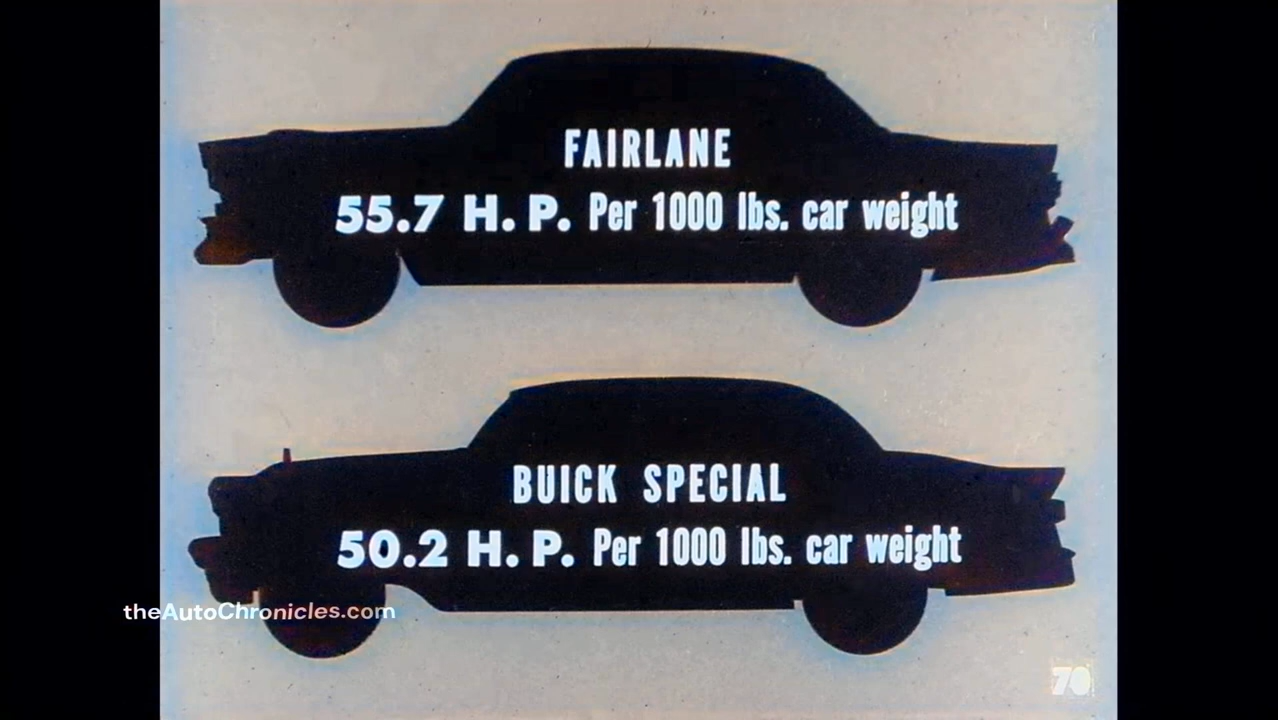 FAIRLANE
55.7 H. P. Per 1000 lbs. car weight
BUICK SPECIAL
50.2 H. P. Per 1000 lbs. car weight
theAutoChronicles.com
70